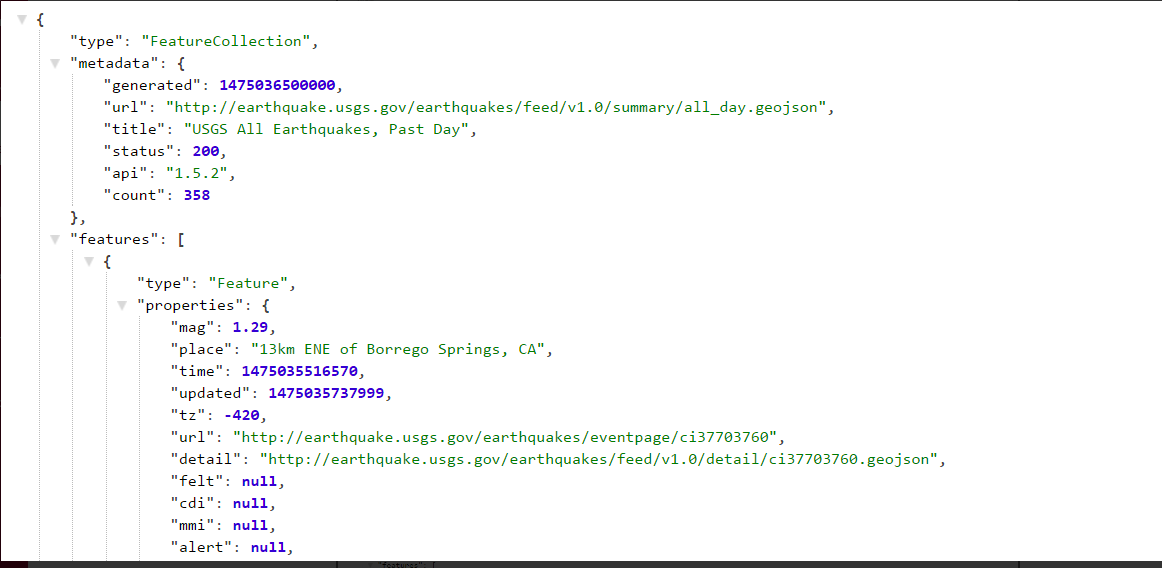 {
"type": "FeatureCollection",
"metadata": {
"generated": 1475036500000,
"url": "http://earthquake.usgs.gov/earthquakes/feed/v1.0/summary/all_day.geojson",
"title": "USGS All Earthquakes, Past Day",
"status": 200,
"api": "1.5.2",
"count": 358
},
"features": [
{
"type": "Feature",
"properties": {
"mag": 1.29,
"place": "13km ENE of Borrego Springs, CA",
"time": 1475035516570,
"updated": 1475035737999,
"tz": -420,
"url": "http://earthquake.usgs.gov/earthquakes/eventpage/ci37703760",
"detail": "http://earthquake.usgs.gov/earthquakes/feed/v1.0/detail/ci37703760.geojson",
"felt": null,
"cdi": null,
"mmi": null,
"alert": null,
"features": [